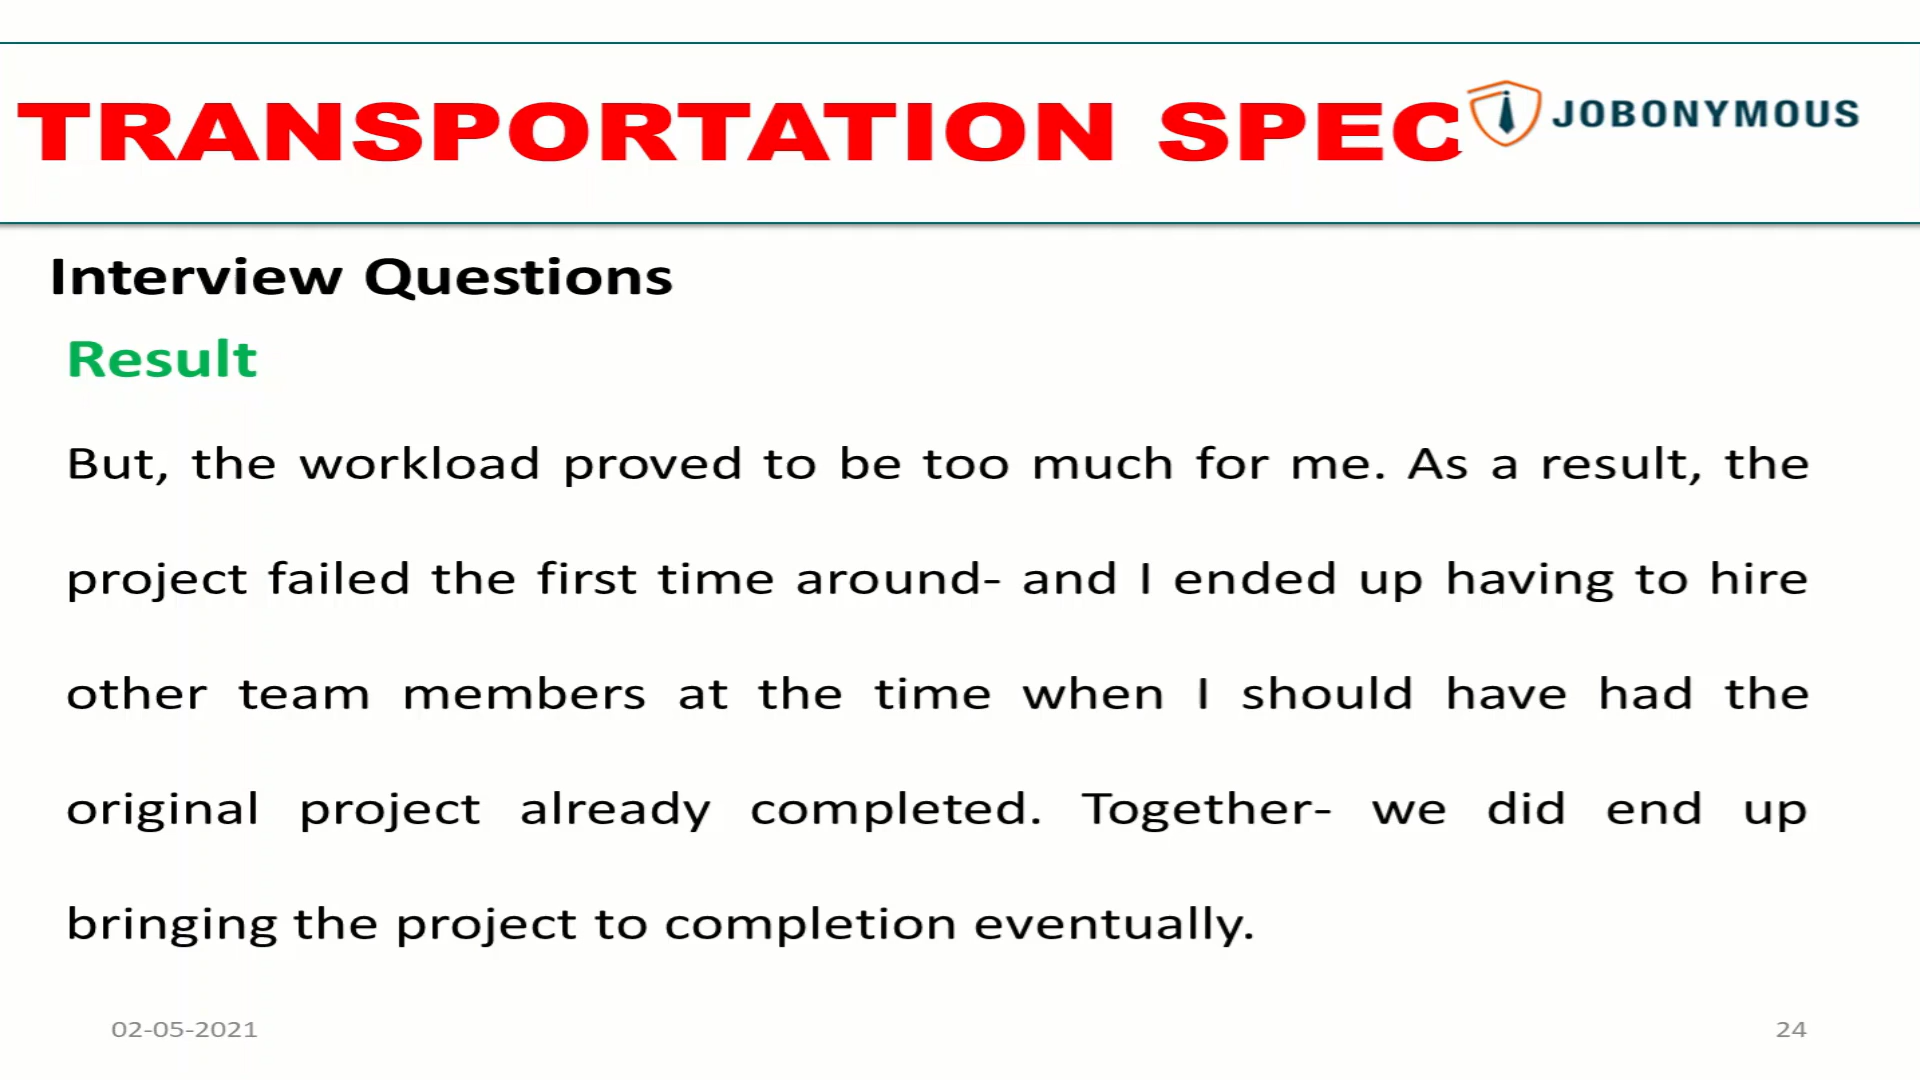 TRANSPORTATION SPEC
JOBONYMOUS
Interview Questions
Result
But, the workload proved to be too much for me. As a result, the
project failed the first time around- and I ended up having to hire
other team members at the time when I should have had the
original project already completed. Together- we did end up
bringing the project to completion eventually.
02-05-2021
24